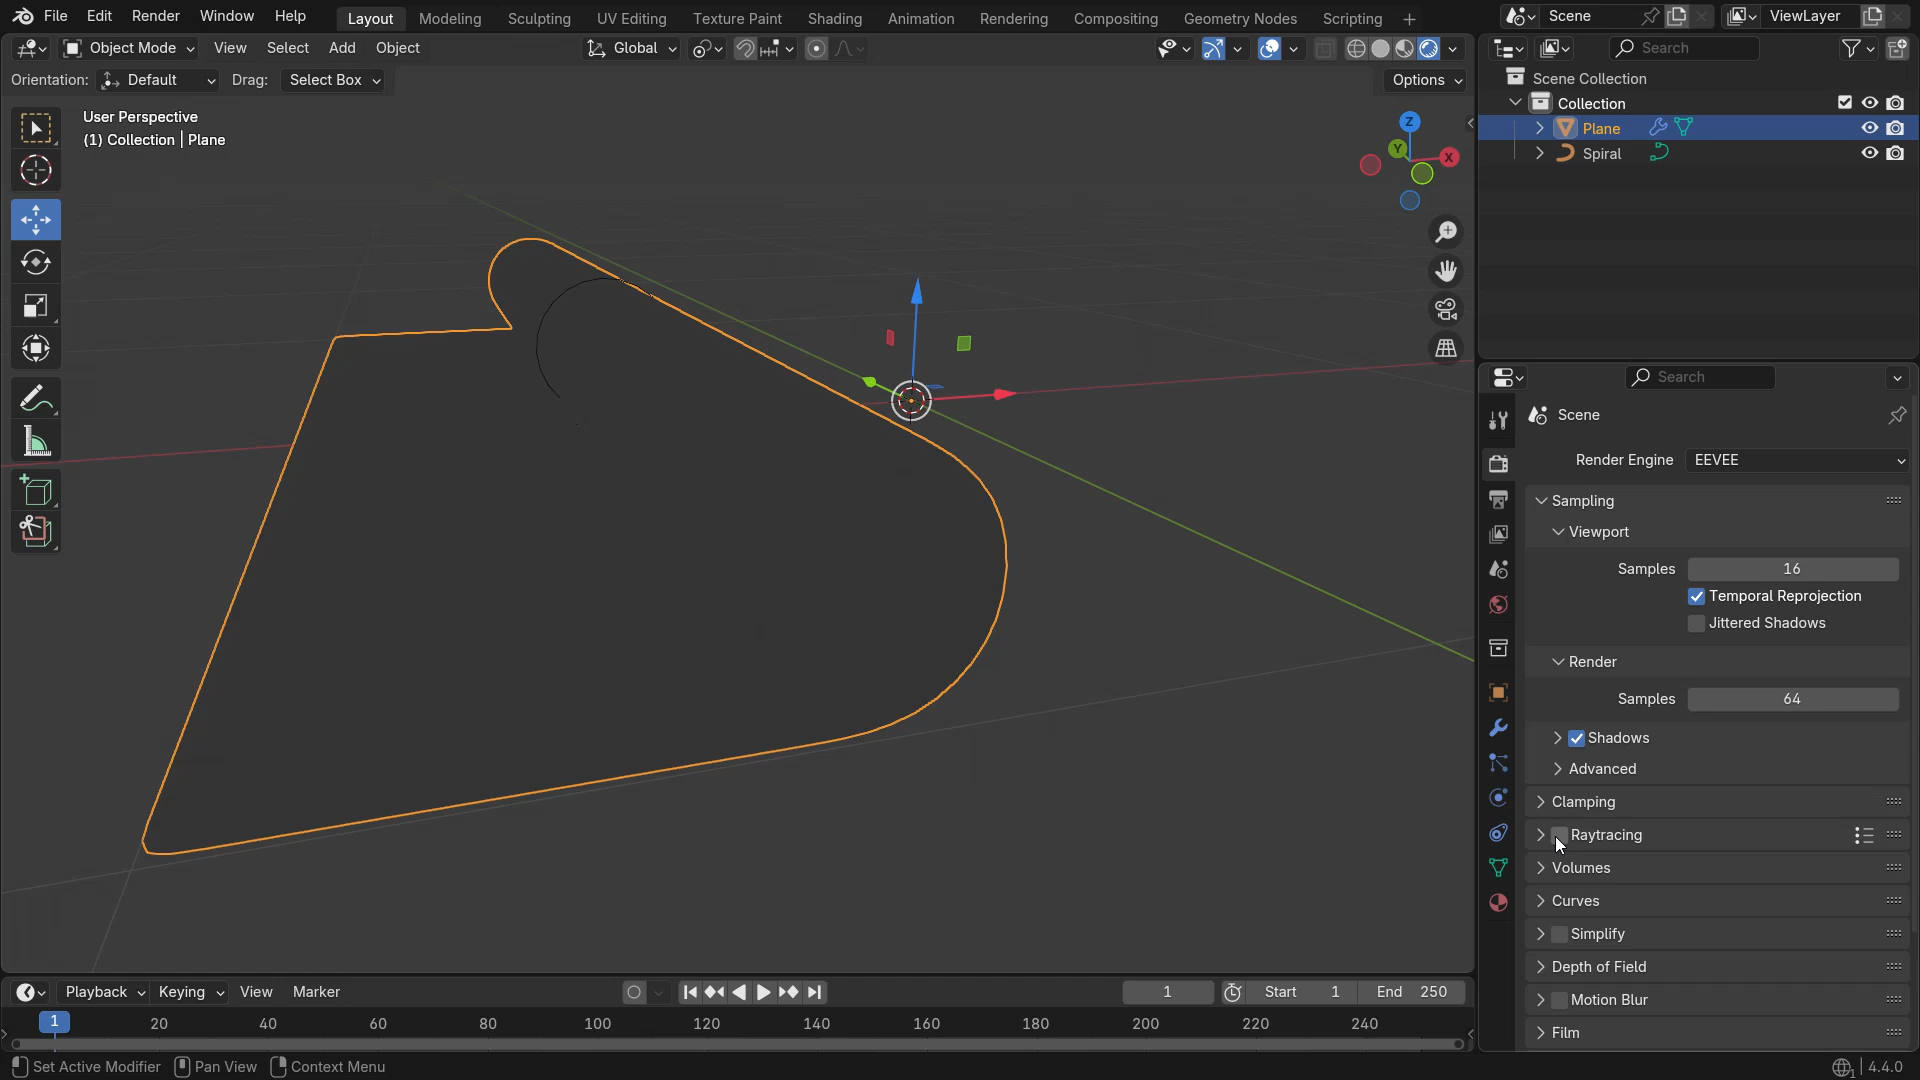 File Edit Render Window Help Layout Modeling Sculpting UV Editing Texture Paint Shading Animation Rendering Compositing Geometry Nodes Scripting + Scene ViewLayer
Object Mode View Select Add Object Global Search
Orientation: Default Drag: Select Box Options
Scene Collection
Collection
Plane
Spiral
User Perspective
(1) Collection | Plane
Z
Y
X
Search
Scene
Render Engine EEVEE
Sampling
Viewport
Samples 16
Temporal Reprojection
Jittered Shadows
Render
Samples 64
Shadows
Advanced
Clamping
Raytracing
Volumes
Curves
Simplify
Depth of Field
Motion Blur
Film
Playback Keying View Marker 1 Start 1 End 250
1 20 40 60 80 100 120 140 160 180 200 220 240
Set Active Modifier Pan View Context Menu 4.4.0